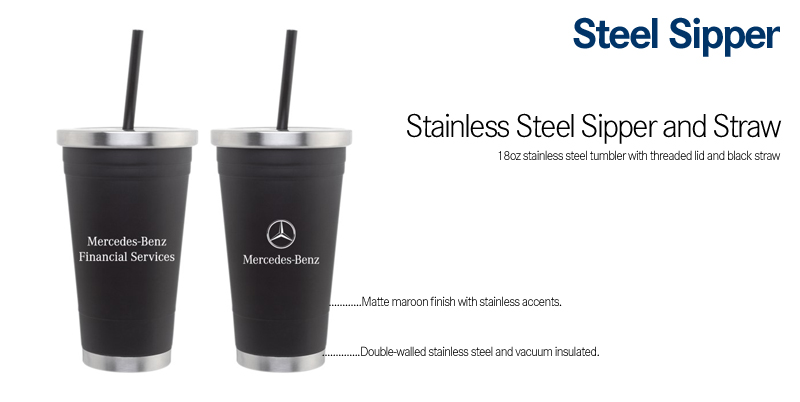 Steel Sipper
Stainless Steel Sipper and Straw
18oz stainless steel tumbler with threaded lid and black straw
Mercedes-Benz
Financial Services
Mercedes-Benz
............Matte maroon finish with stainless accents.
..............Double-walled stainless steel and vacuum insulated.